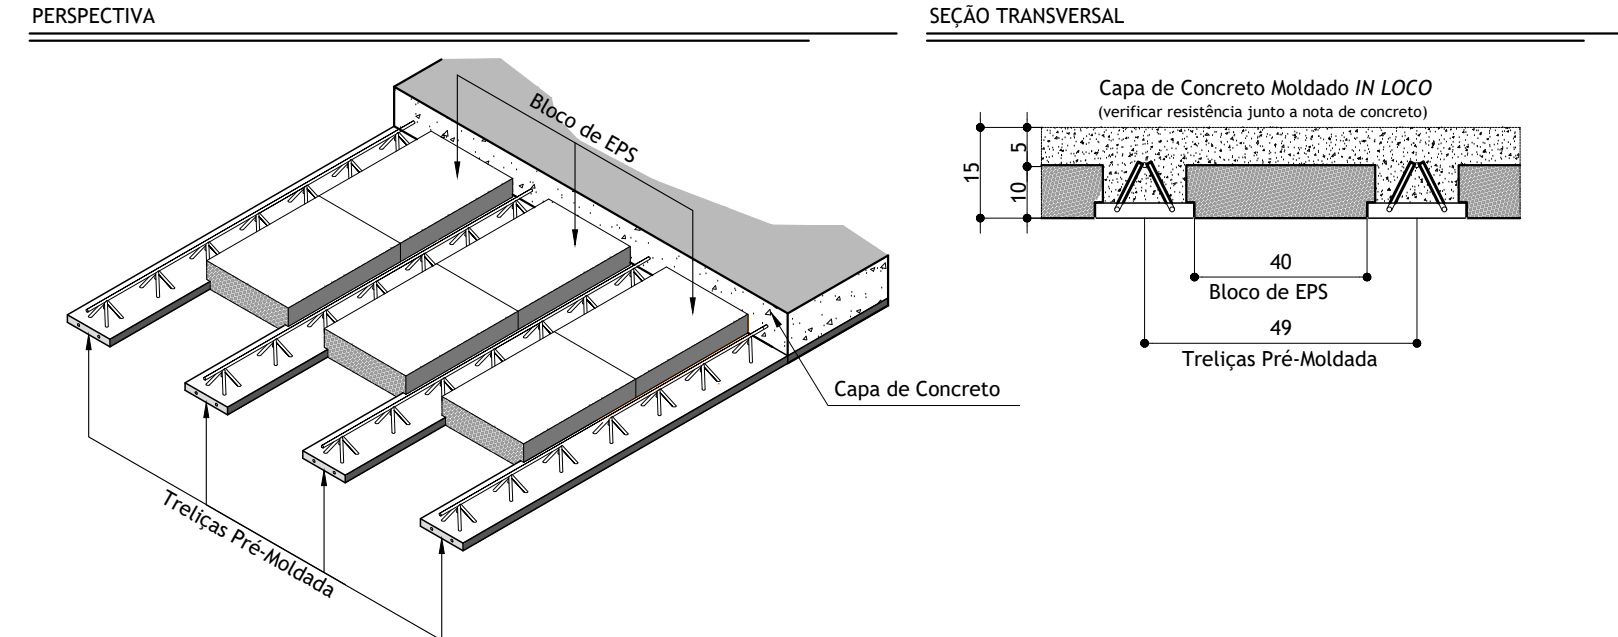 PERSPECTIVA
Bloco de EPS
Capa de Concreto
Treliças Pré-Moldada
SEÇÃO TRANSVERSAL
Capa de Concreto Moldado IN LOCO
(verificar resistência junto a nota de concreto)
15
5
10
40
Bloco de EPS
49
Treliças Pré-Moldada